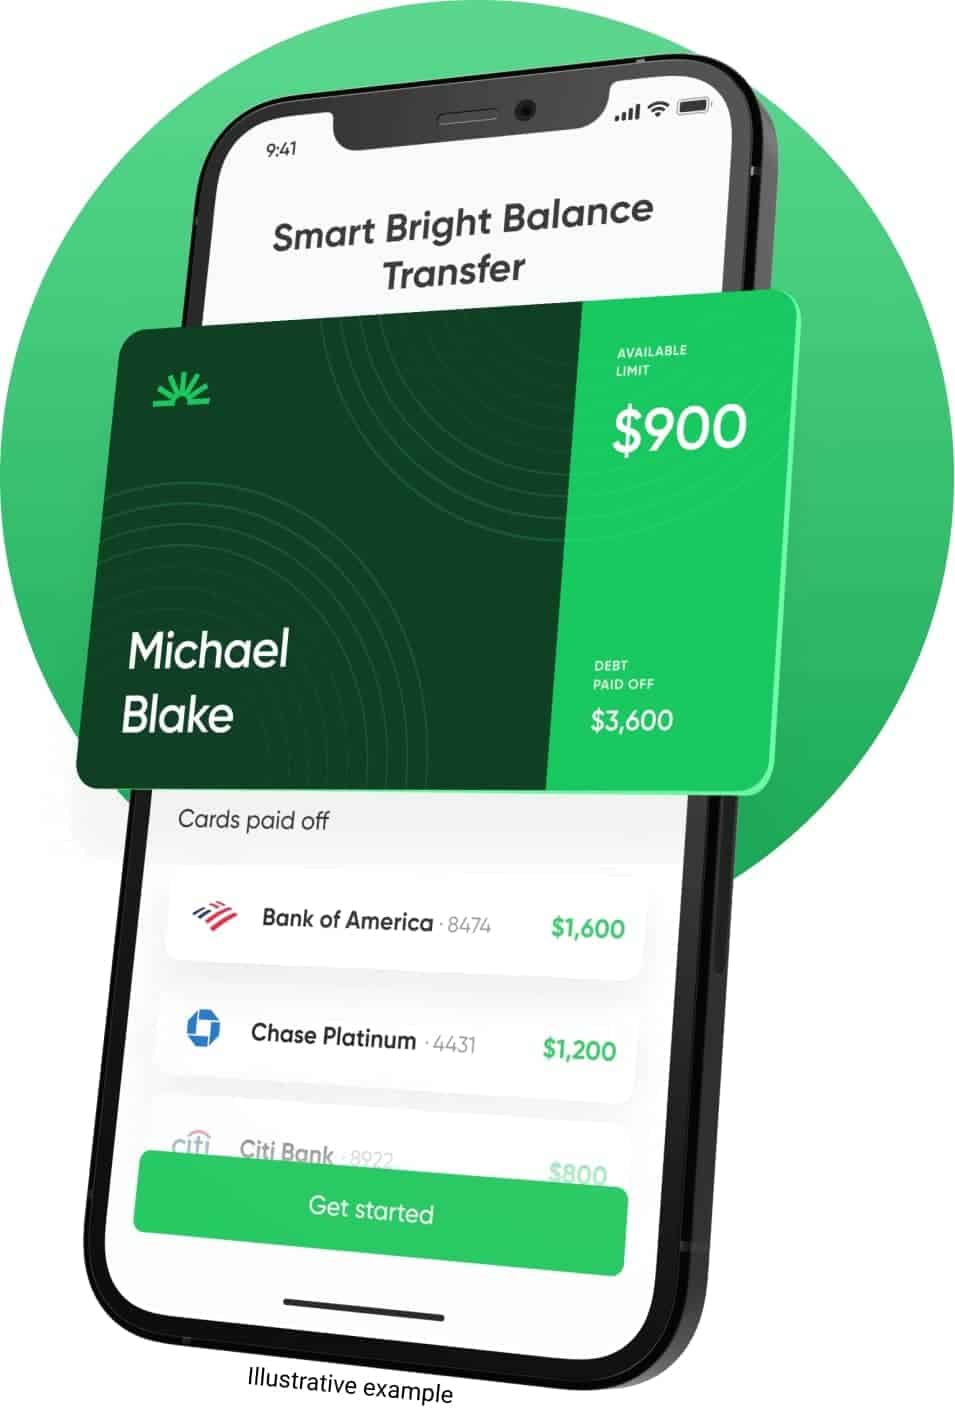 9:41
Smart Bright Balance
Transfer
AVAILABLE
LIMIT
$900
Michael
Blake
DEBT
PAID OFF
$3,600
Cards paid off
Bank of America · 8474 $1,600
Chase Platinum · 4431 $1,200
citi Citi Bank · 8922 $800
Get started
Illustrative example